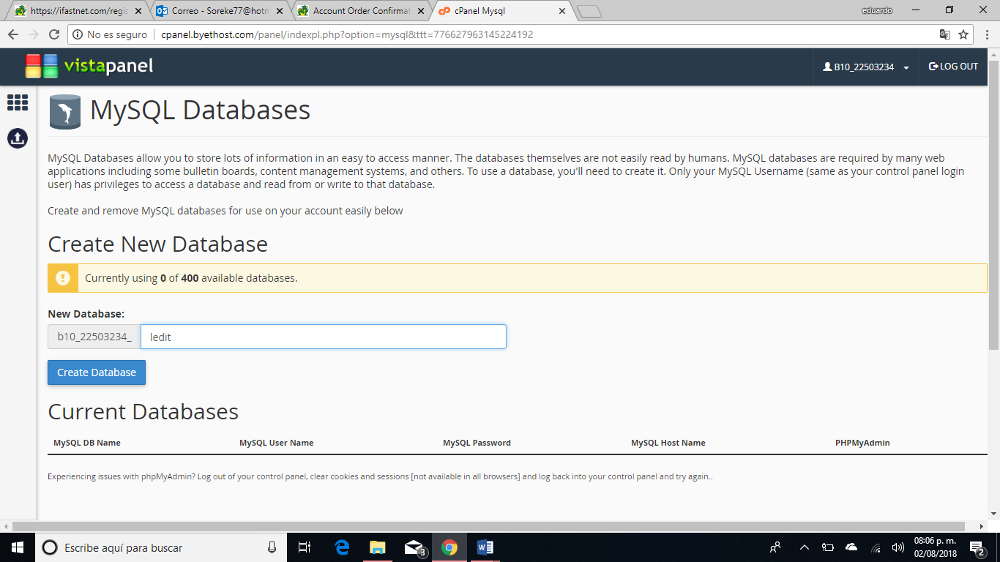 https://ifastnet.com/regis
Correo - Soreke77@hotm
Account Order Confirmat
cPanel Mysql
eduardo
No es seguro
cpanel.byethost.com/panel/indexpl.php?option=mysql&ttt=776627963145224192
vistapanel
B10_22503234
LOG OUT
MySQL Databases
MySQL Databases allow you to store lots of information in an easy to access manner. The databases themselves are not easily read by humans. MySQL databases are required by many web
applications including some bulletin boards, content management systems, and others. To use a database, you'll need to create it. Only your MySQL Username (same as your control panel login
user) has privileges to access a database and read from or write to that database.
Create and remove MySQL databases for use on your account easily below
Create New Database
Currently using 0 of 400 available databases.
New Database:
b10_22503234_ ledit
Create Database
Current Databases
MySQL DB Name MySQL User Name MySQL Password MySQL Host Name PHPMyAdmin
Experiencing issues with phpMyAdmin? Log out of your control panel, clear cookies and sessions [not available in all browsers] and log back into your control panel and try again..
Escribe aquí para buscar
3
08:06 p. m.
02/08/2018
2